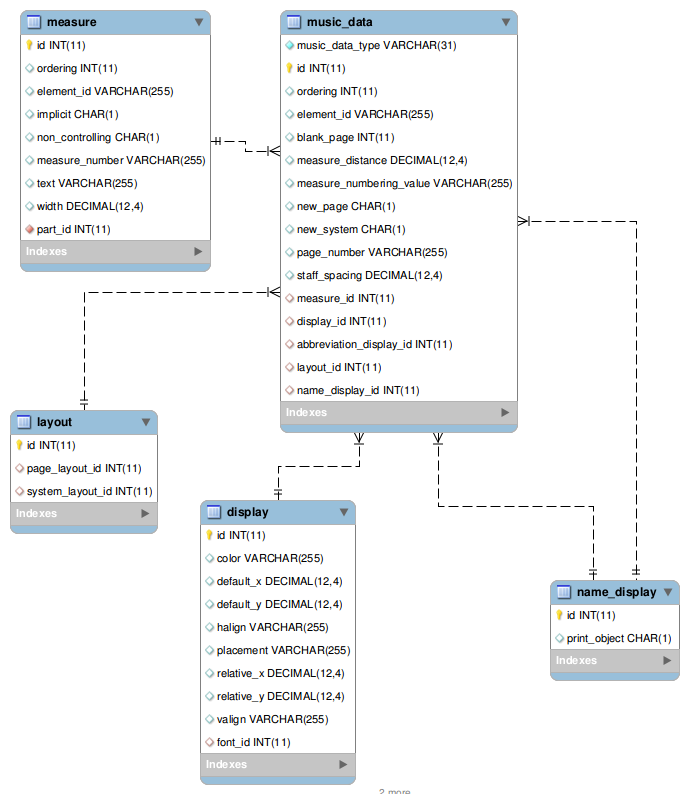 measure
id INT(11)
ordering INT(11)
element_id VARCHAR(255)
implicit CHAR(1)
non_controlling CHAR(1)
measure_number VARCHAR(255)
text VARCHAR(255)
width DECIMAL(12,4)
part_id INT(11)
Indexes
music_data
music_data_type VARCHAR(31)
id INT(11)
ordering INT(11)
element_id VARCHAR(255)
blank_page INT(11)
measure_distance DECIMAL(12,4)
measure_numbering_value VARCHAR(255)
new_page CHAR(1)
new_system CHAR(1)
page_number VARCHAR(255)
staff_spacing DECIMAL(12,4)
measure_id INT(11)
display_id INT(11)
abbreviation_display_id INT(11)
layout_id INT(11)
name_display_id INT(11)
Indexes
layout
id INT(11)
page_layout_id INT(11)
system_layout_id INT(11)
Indexes
display
id INT(11)
color VARCHAR(255)
default_x DECIMAL(12,4)
default_y DECIMAL(12,4)
halign VARCHAR(255)
placement VARCHAR(255)
relative_x DECIMAL(12,4)
relative_y DECIMAL(12,4)
valign VARCHAR(255)
font_id INT(11)
Indexes
name_display
id INT(11)
print_object CHAR(1)
Indexes
2 more